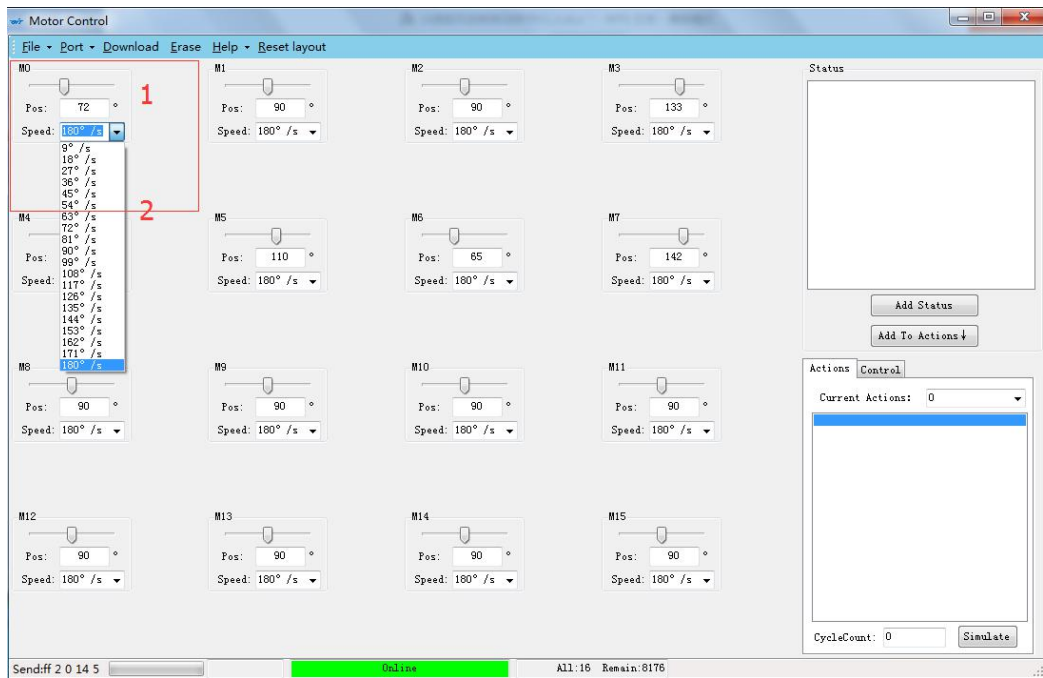 Motor Control
File Port Download Erase Help Reset layout
M0
Pos: 72 °
Speed: 180° /s
9° /s
18° /s
27° /s
36° /s
45° /s
54° /s
63° /s
72° /s
81° /s
90° /s
99° /s
108° /s
117° /s
126° /s
135° /s
144° /s
153° /s
162° /s
171° /s
180° /s
1
2
M1
Pos: 90 °
Speed: 180° /s
M2
Pos: 90 °
Speed: 180° /s
M3
Pos: 133 °
Speed: 180° /s
M4
Pos:
Speed:
M5
Pos: 110 °
Speed: 180° /s
M6
Pos: 65 °
Speed: 180° /s
M7
Pos: 142 °
Speed: 180° /s
M8
Pos: 90 °
Speed: 180° /s
M9
Pos: 90 °
Speed: 180° /s
M10
Pos: 90 °
Speed: 180° /s
M11
Pos: 90 °
Speed: 180° /s
M12
Pos: 90 °
Speed: 180° /s
M13
Pos: 90 °
Speed: 180° /s
M14
Pos: 90 °
Speed: 180° /s
M15
Pos: 90 °
Speed: 180° /s
Status
Add Status
Add To Actions↓
Actions Control
Current Actions: 0
CycleCount: 0 Simulate
Send:ff 2 0 14 5 Online All:16 Remain:8176